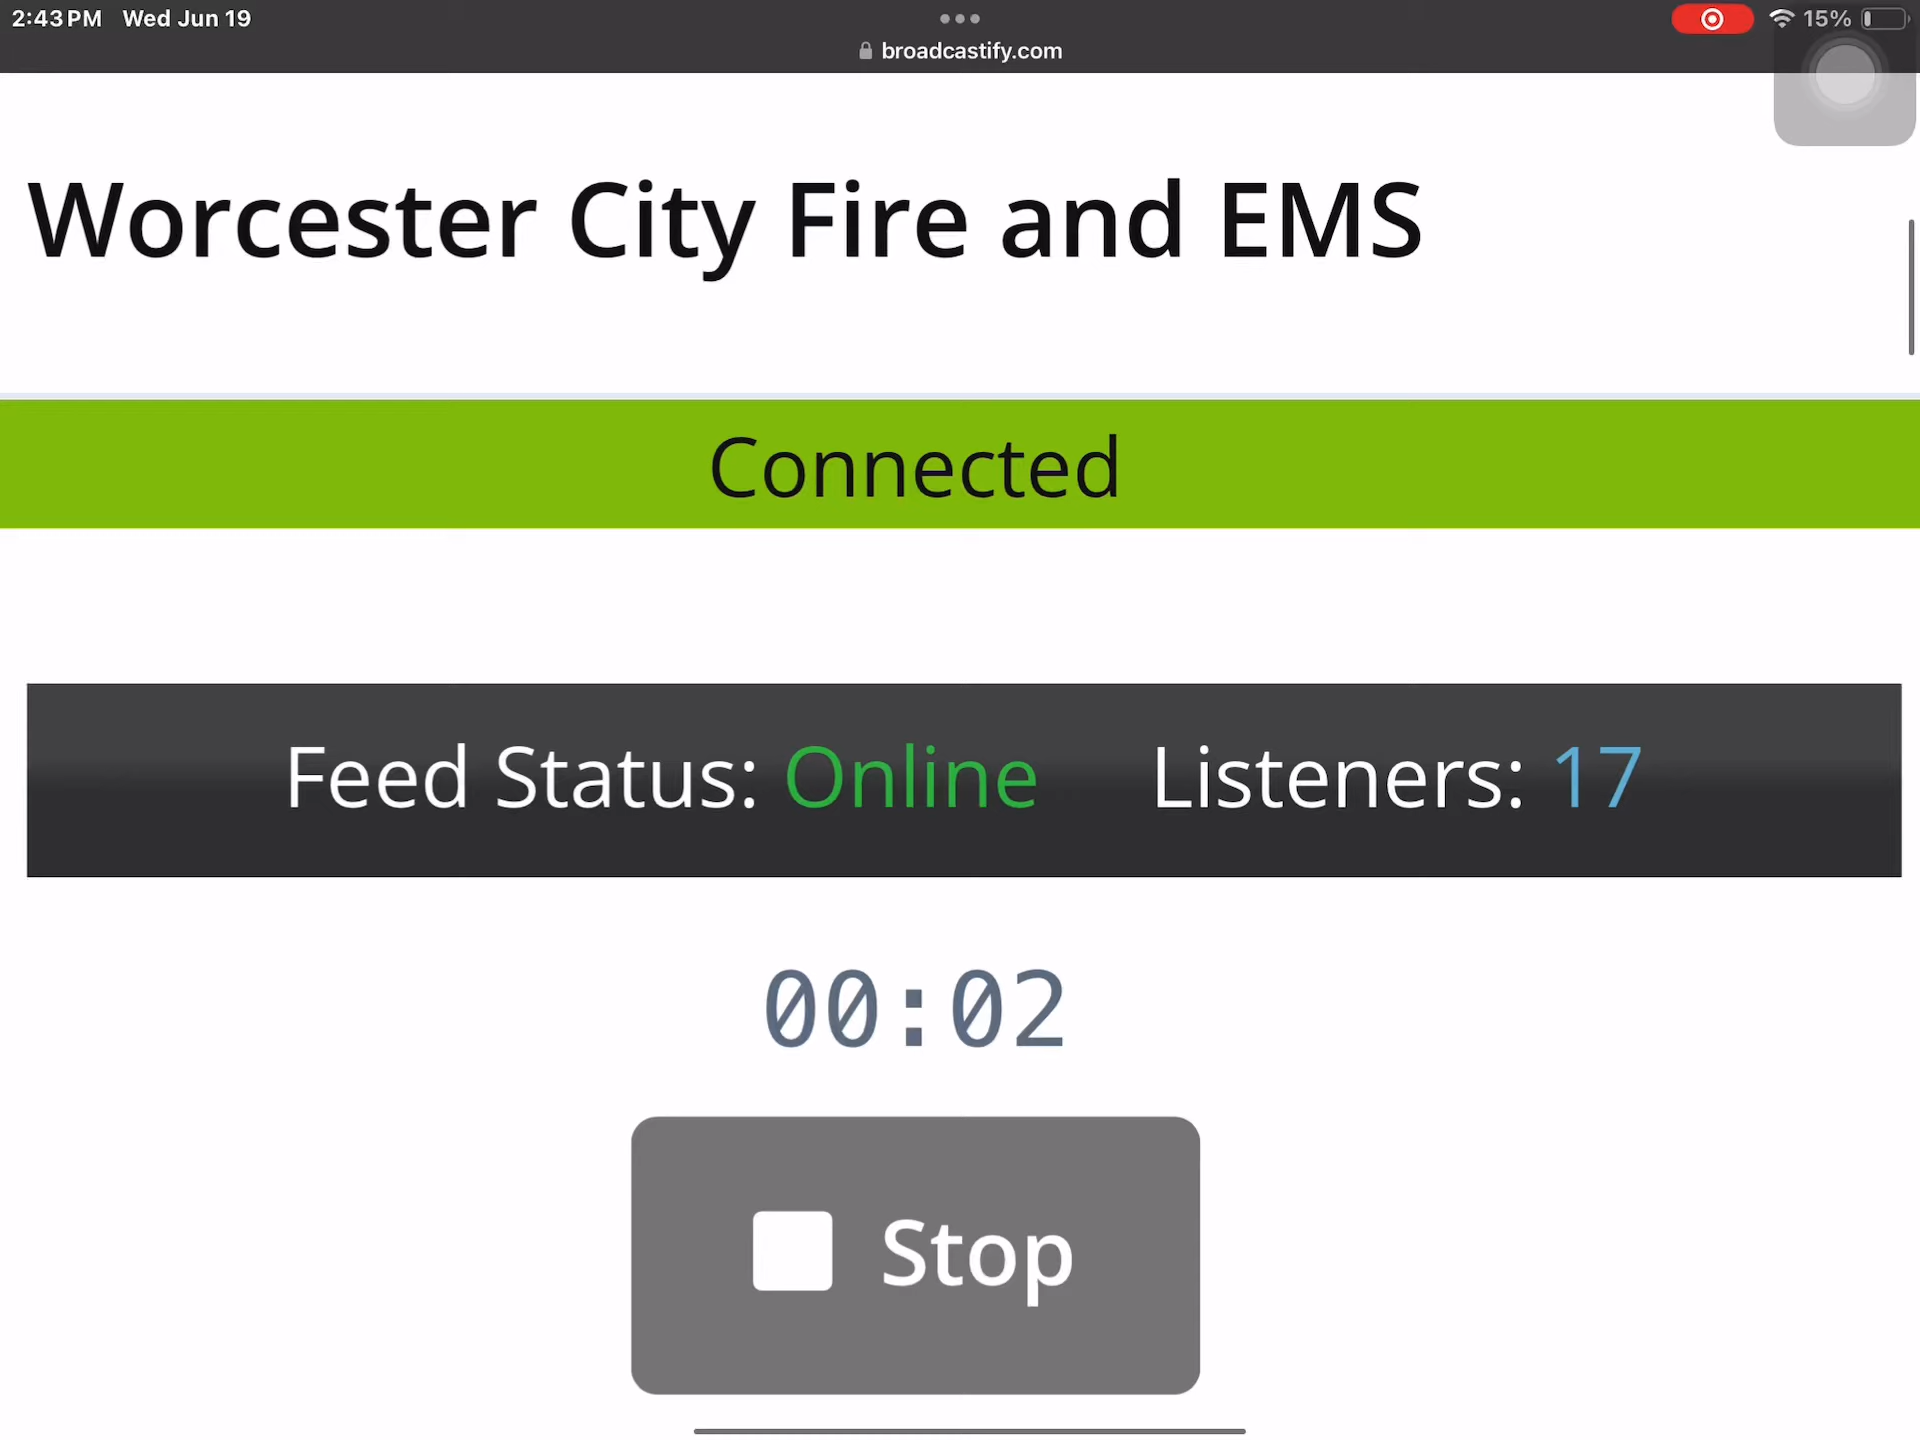 2:43 PM Wed Jun 19
15%
broadcastify.com
Worcester City Fire and EMS
Connected
Feed Status: Online Listeners: 17
00:02
Stop